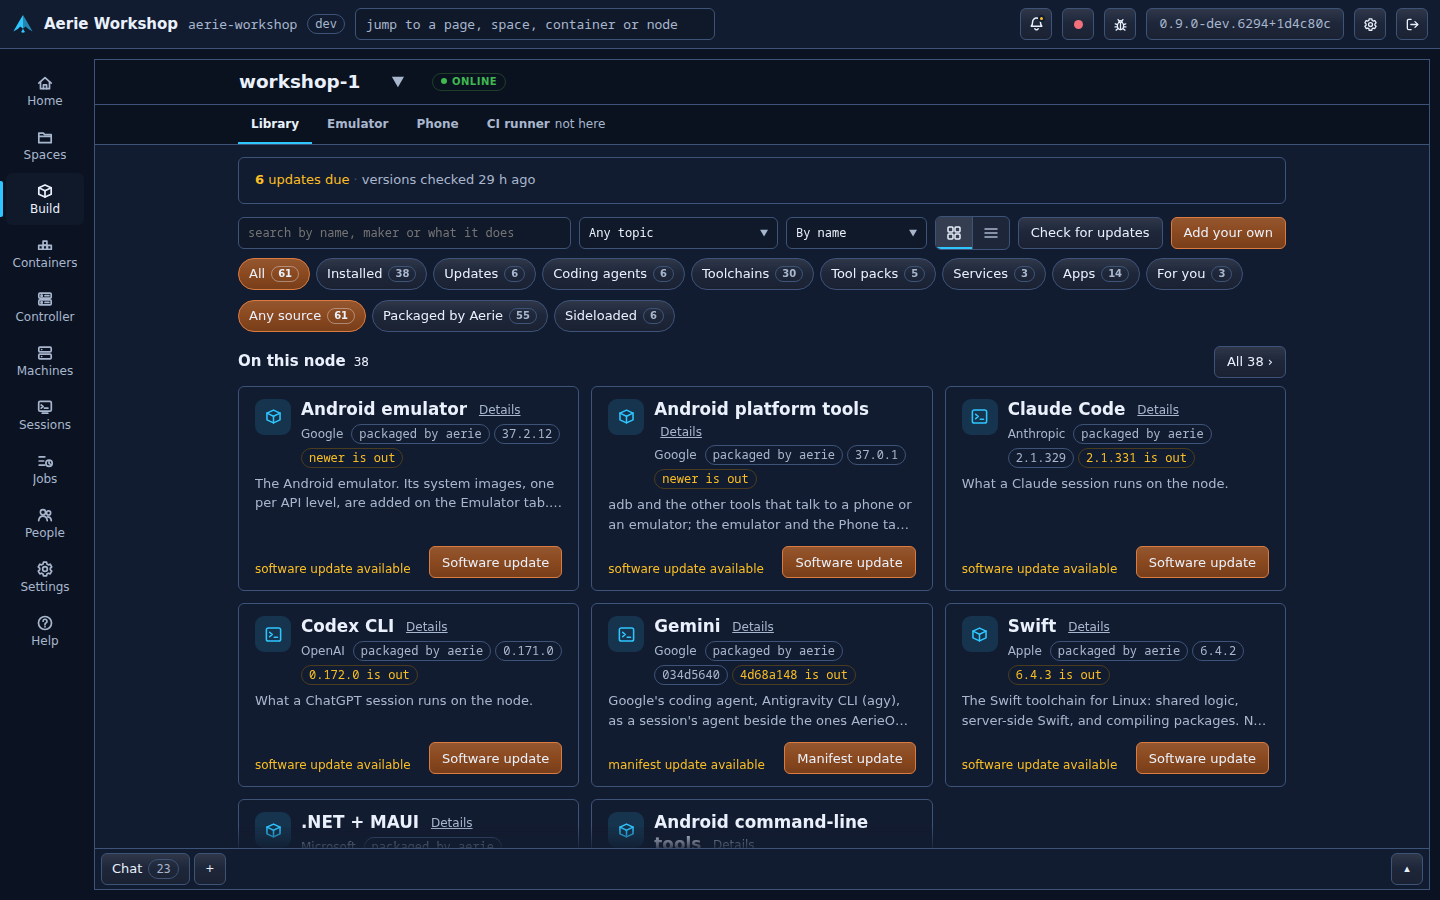 Aerie Workshop aerie-workshop dev jump to a page, space, container or node 0.9.0-dev.6294+1d4c80c
Home
Spaces
Build
Containers
Controller
Machines
Sessions
Jobs
People
Settings
Help
workshop-1 ▼ ONLINE
Library Emulator Phone CI runner not here
6 updates due · versions checked 29 h ago
search by name, maker or what it does Any topic By name Check for updates Add your own
All 61 Installed 38 Updates 6 Coding agents 6 Toolchains 30 Tool packs 5 Services 3 Apps 14 For you 3
Any source 61 Packaged by Aerie 55 Sideloaded 6
On this node 38 All 38 ›
Android emulator Details
Google packaged by aerie 37.2.12
newer is out
The Android emulator. Its system images, one
per API level, are added on the Emulator tab.…
software update available Software update
Android platform tools
Details
Google packaged by aerie 37.0.1
newer is out
adb and the other tools that talk to a phone or
an emulator; the emulator and the Phone ta…
software update available Software update
Claude Code Details
Anthropic packaged by aerie
2.1.329 2.1.331 is out
What a Claude session runs on the node.
software update available Software update
Codex CLI Details
OpenAI packaged by aerie 0.171.0
0.172.0 is out
What a ChatGPT session runs on the node.
software update available Software update
Gemini Details
Google packaged by aerie
034d5640 4d68a148 is out
Google's coding agent, Antigravity CLI (agy),
as a session's agent beside the ones AerieO…
manifest update available Manifest update
Swift Details
Apple packaged by aerie 6.4.2
6.4.3 is out
The Swift toolchain for Linux: shared logic,
server-side Swift, and compiling packages. N…
software update available Software update
.NET + MAUI Details
Microsoft packaged by aerie
Android command-line
tools Details
Chat 23 + ▲